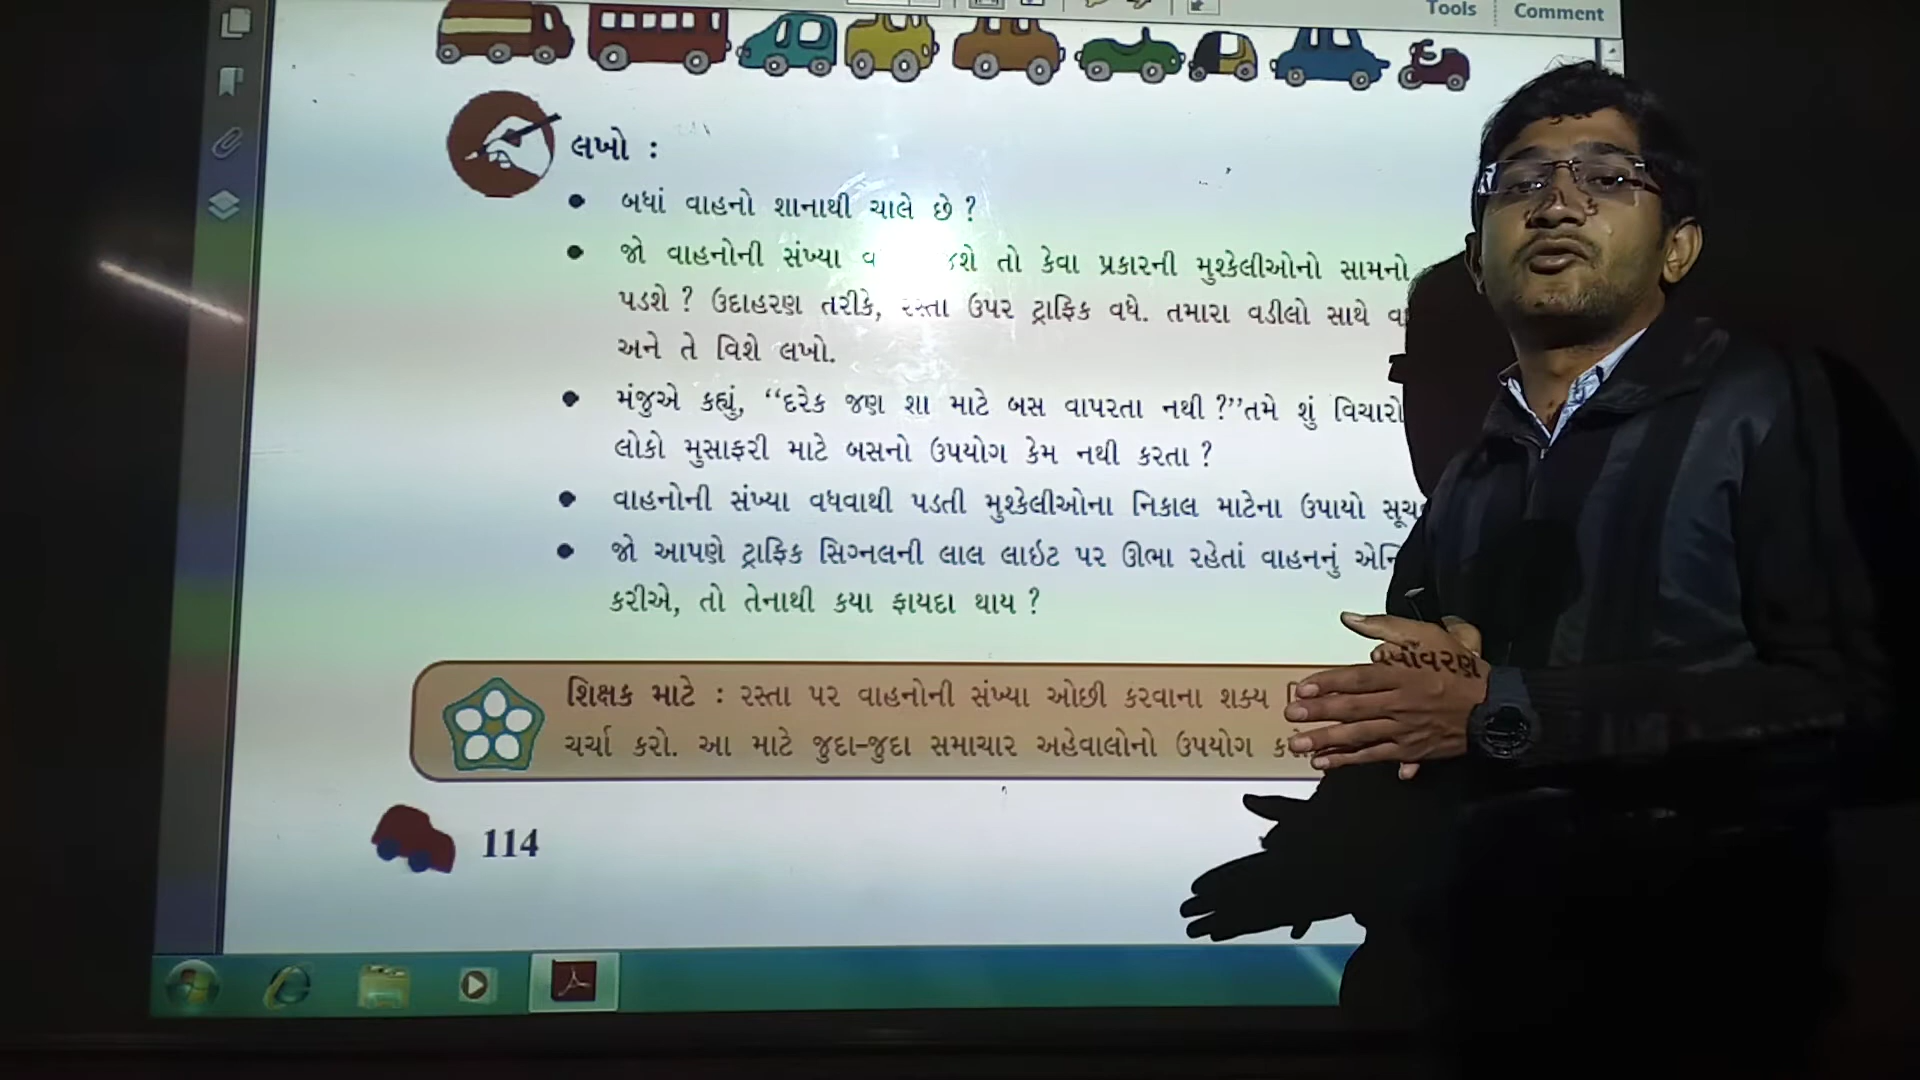 Tools Comment
લખો :
બધાં વાહનો શાનાથી ચાલે છે ?
જો વાહનોની સંખ્યા તો કેવા પ્રકારની મુશ્કેલીઓનો સામનો
પડશે ? ઉદાહરણ તરીકે, રસ્તા ઉપર ટ્રાફિક વધે. તમારા વડીલો સાથે
અને તે વિશે લખો.
મંજુએ કહ્યું, “દરેક જણ શા માટે બસ વાપરતા નથી ?”તમે શું વિચારો
લોકો મુસાફરી માટે બસનો ઉપયોગ કેમ નથી કરતા ?
વાહનોની સંખ્યા વધવાથી પડતી મુશ્કેલીઓના નિકાલ માટેના ઉપાયો
જો આપણે ટ્રાફિક સિગ્નલની લાલ લાઇટ પર ઊભા રહેતાં વાહનનું
કરીએ, તો તેનાથી કયા ફાયદા થાય ?
શિક્ષક માટે : રસ્તા પર વાહનોની સંખ્યા ઓછી કરવાના શક્ય
ચર્ચા કરો. આ માટે જુદા-જુદા સમાચાર અહેવાલોનો ઉપયોગ
114